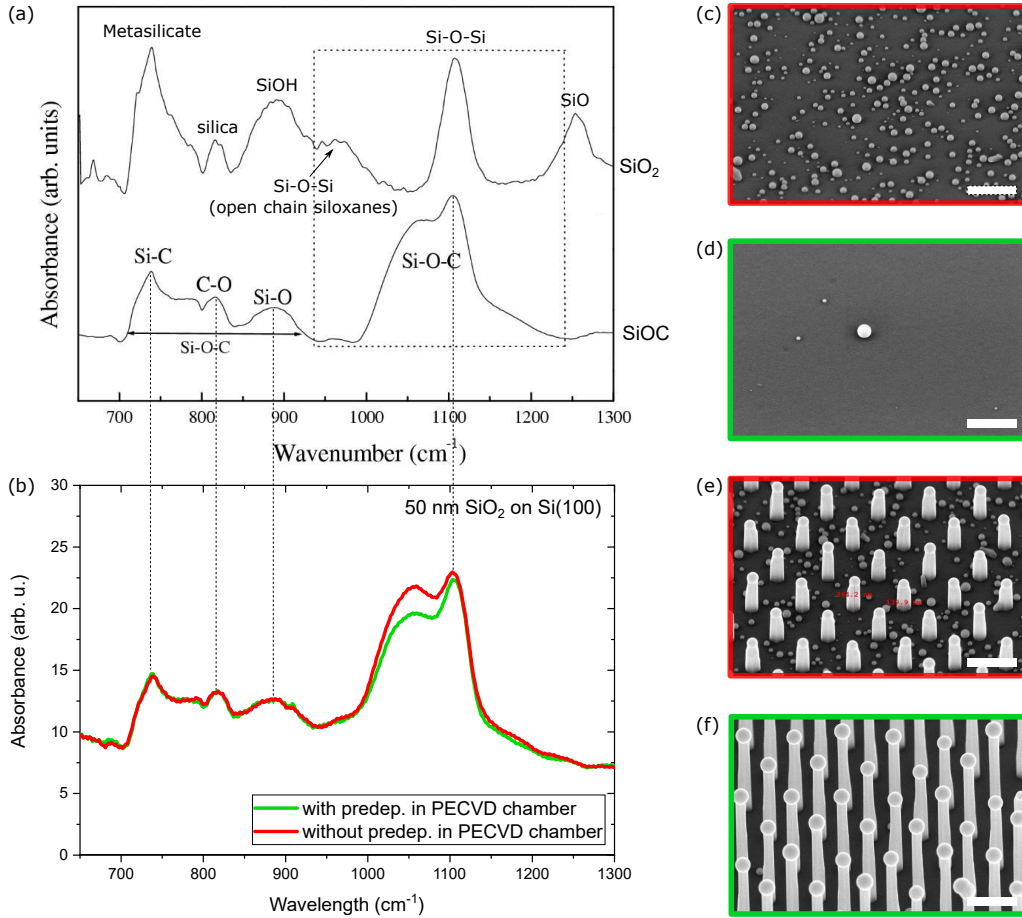 (a)
Metasilicate
silica
SiOH
Si-O-Si
(open chain siloxanes)
Si-O-Si
SiO
SiO2
Si-C
C-O
Si-O
Si-O-C
Si-O-C
SiOC
Absorbance (arb. units)
700 800 900 1000 1100 1200 1300
Wavenumber (cm-1)
(b)
50 nm SiO2 on Si(100)
Absorbance (arb. u.)
30
25
20
15
10
5
0
with predep. in PECVD chamber
without predep. in PECVD chamber
700 800 900 1000 1100 1200 1300
Wavelength (cm-1)
(c)
(d)
(e)
(f)